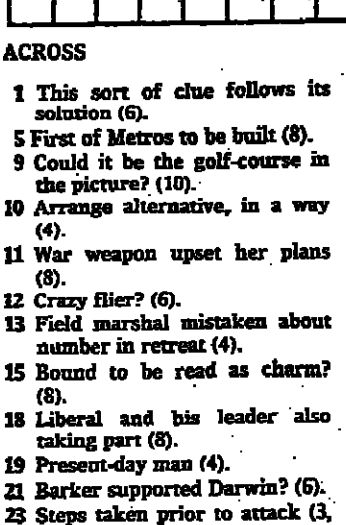 ACROSS
1 This sort of clue follows its
solution (6).
5 First of Metros to be built (8).
9 Could it be the golf-course in
the picture? (10).
10 Arrange alternative, in a way
(4).
11 War weapon upset her plans
(8).
12 Crazy flier? (6).
13 Field marshal mistaken about
number in retreat (4).
15 Bound to be read as charm?
(8).
18 Liberal and his leader also
taking part (8).
19 Present-day man (4).
21 Barker supported Darwin? (6).
23 Steps taken prior to attack (3,